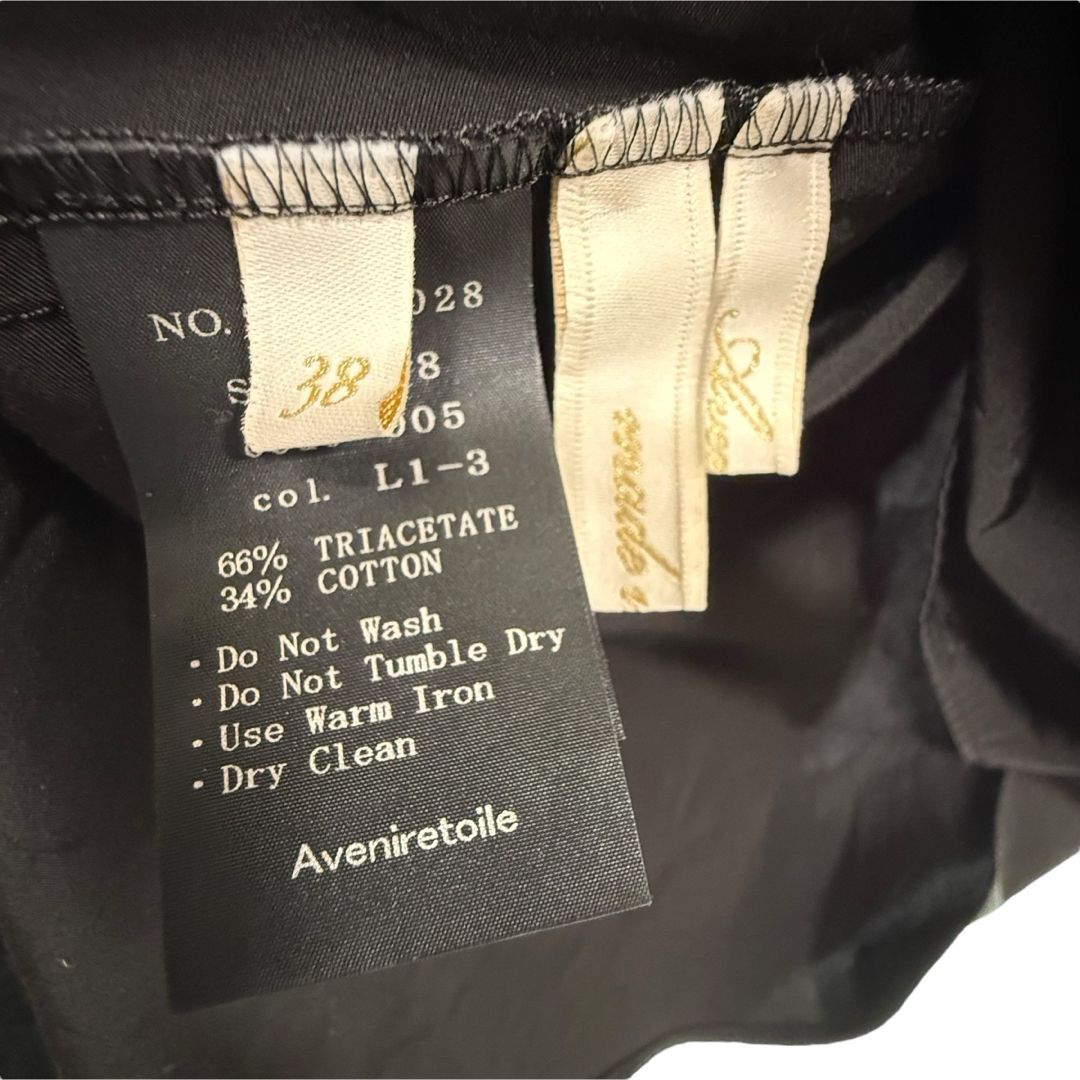 NO. 028
S 8
005
38
col. L1-3
66% TRIACETATE
34% COTTON
· Do Not Wash
· Do Not Tumble Dry
· Use Warm Iron
· Dry Clean
Aveniretoile